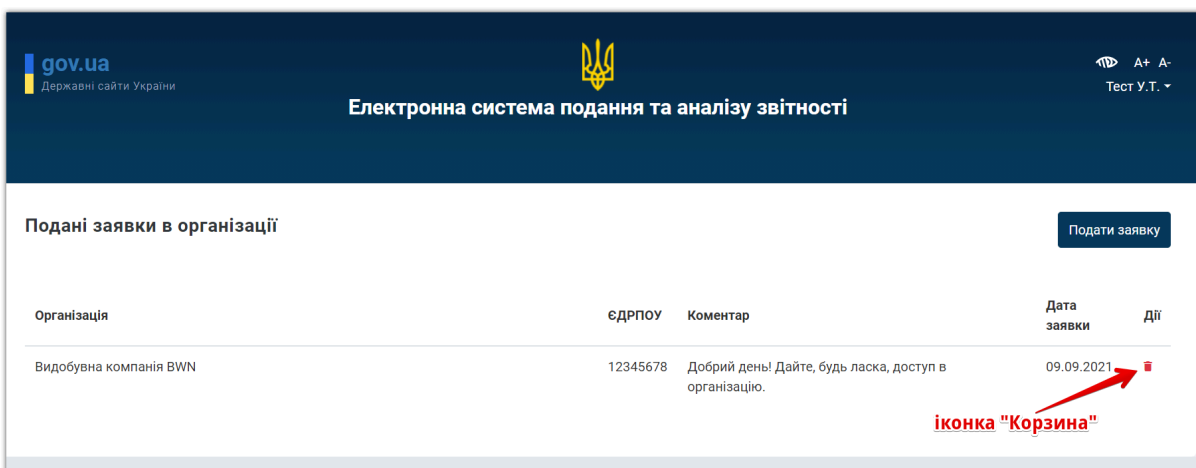 gov.ua
Державні сайти України
A+ A-
Тест У.Т.
Електронна система подання та аналізу звітності
Подані заявки в організації
Подати заявку
Організація ЄДРПОУ Коментар Дата заявки Дії
Видобувна компанія BWN 12345678 Добрий день! Дайте, будь ласка, доступ в 09.09.2021
організацію.
іконка "Корзина"